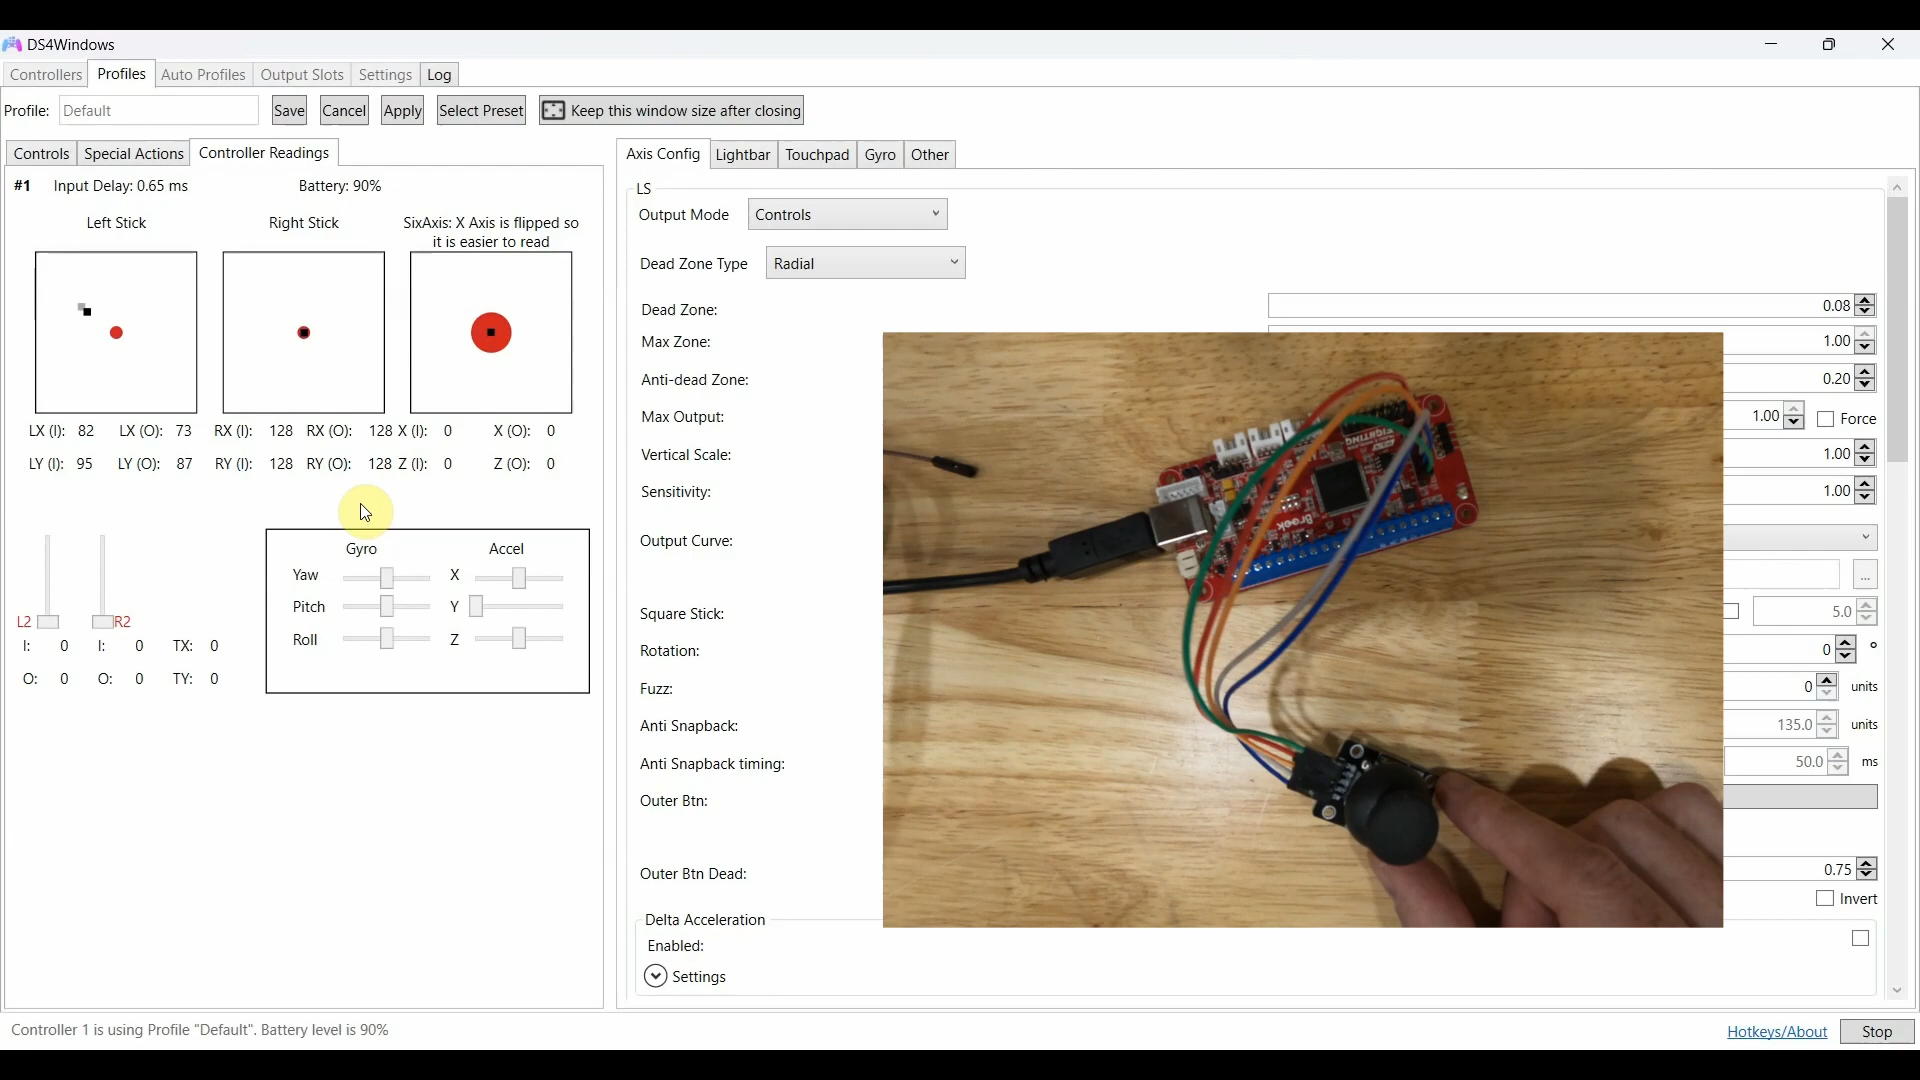 DS4Windows
Controllers Profiles Auto Profiles Output Slots Settings Log
Profile: Default Save Cancel Apply Select Preset Keep this window size after closing
Controls Special Actions Controller Readings
Axis Config Lightbar Touchpad Gyro Other
#1 Input Delay: 0.65 ms Battery: 90%
Left Stick Right Stick SixAxis: X Axis is flipped so
it is easier to read
LX (I): 82 LX (O): 73 RX (I): 128 RX (O): 128 X (I): 0 X (O): 0
LY (I): 95 LY (O): 87 RY (I): 128 RY (O): 128 Z (I): 0 Z (O): 0
Gyro Accel
Yaw X
Pitch Y
Roll Z
L2 R2
I: 0 I: 0 TX: 0
O: 0 O: 0 TY: 0
LS
Output Mode Controls
Dead Zone Type Radial
Dead Zone: 0.08
Max Zone: 1.00
Anti-dead Zone: 0.20
Max Output: 1.00 Force
Vertical Scale: 1.00
Sensitivity: 1.00
Output Curve:
...
Square Stick: 5.0
Rotation: 0 °
Fuzz: 0 units
Anti Snapback: 135.0 units
Anti Snapback timing: 50.0 ms
Outer Btn:
Outer Btn Dead: 0.75
Invert
Delta Acceleration
Enabled:
Settings
FIGHTING
Brook
Controller 1 is using Profile "Default". Battery level is 90%
Hotkeys/About Stop